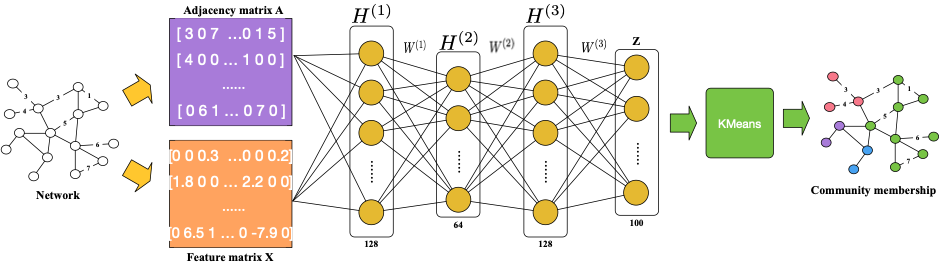 Adjacency matrix A
[ 3 0 7 ...0 1 5 ]
[ 4 0 0 ... 1 0 0]
......
[ 0 6 1 ... 0 7 0 ]
3
3
1
4
5
6
7
Network
[0 0 0.3 ...0 0 0.2]
[1.8 0 0 ... 2.2 0 0]
......
[0 6.5 1 ... 0 -7.9 0]
Feature matrix X
H(1)
W(1)
H(2)
W(2)
H(3)
W(3)
Z
128
64
128
100
KMeans
3
3
1
4
5
6
7
Community membership